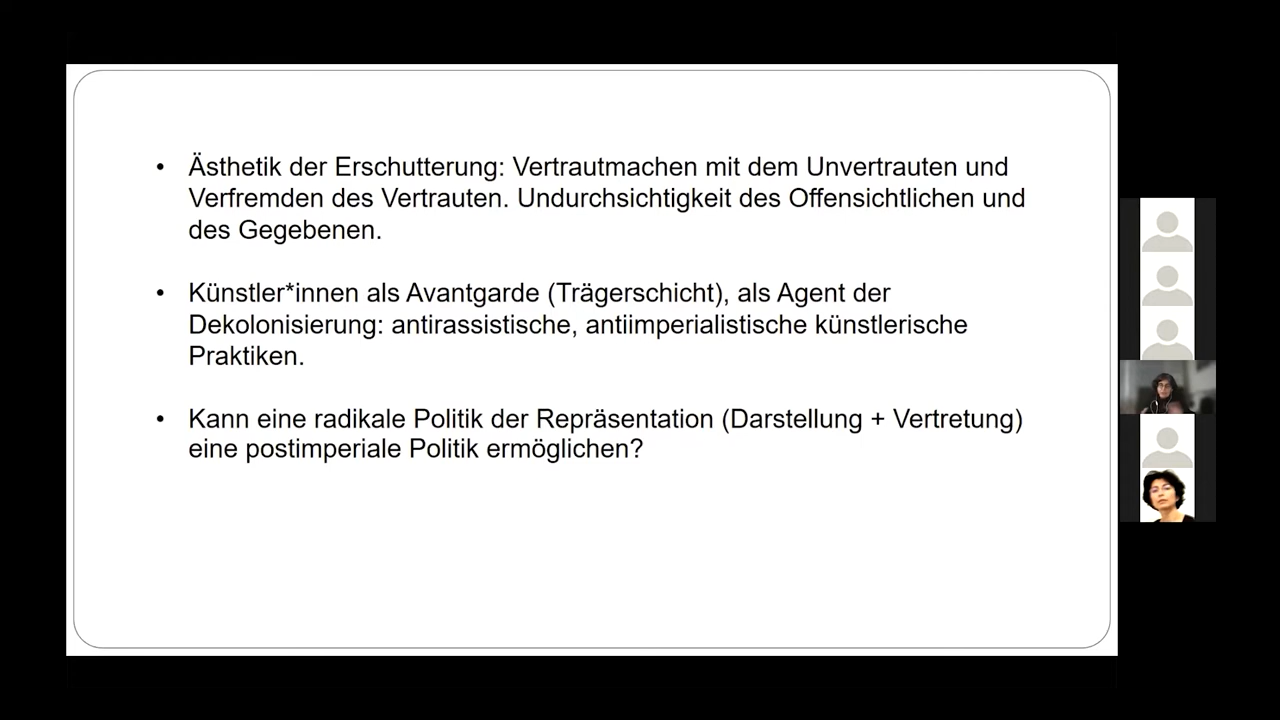 • Ästhetik der Erschutterung: Vertrautmachen mit dem Unvertrauten und
Verfremden des Vertrauten. Undurchsichtigkeit des Offensichtlichen und
des Gegebenen.
• Künstler*innen als Avantgarde (Trägerschicht), als Agent der
Dekolonisierung: antirassistische, antiimperialistische künstlerische
Praktiken.
• Kann eine radikale Politik der Repräsentation (Darstellung + Vertretung)
eine postimperiale Politik ermöglichen?